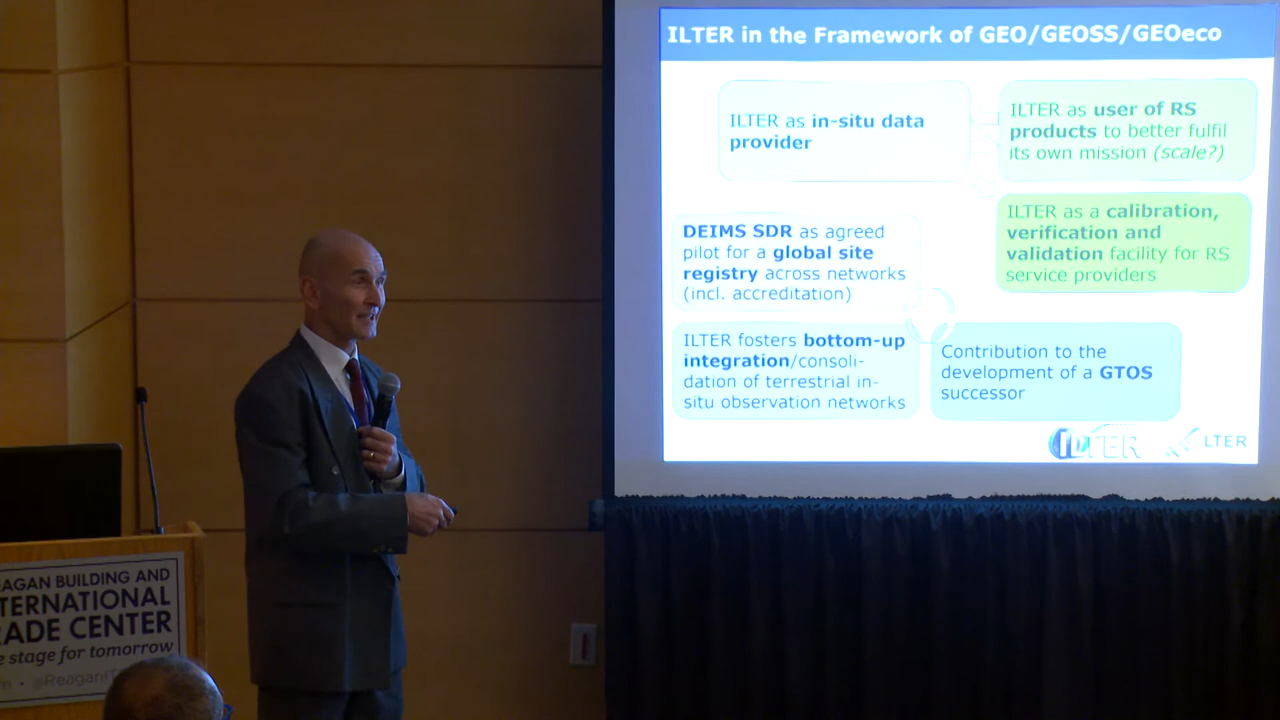 ILTER in the Framework of GEO/GEOSS/GEOeco
ILTER as in-situ data
provider
ILTER as user of RS
products to better fulfil
its own mission (scale?)
ILTER as a calibration,
verification and
validation facility for RS
service providers
DEIMS SDR as agreed
pilot for a global site
registry across networks
(incl. accreditation)
ILTER fosters bottom-up
integration/consoli-
dation of terrestrial in-
situ observation networks
Contribution to the
development of a GTOS
successor
ILTER
LTER
EAGAN BUILDING AND
TERNATIONAL
ADE CENTER
e stage for tomorrow
m • @ReaganIT